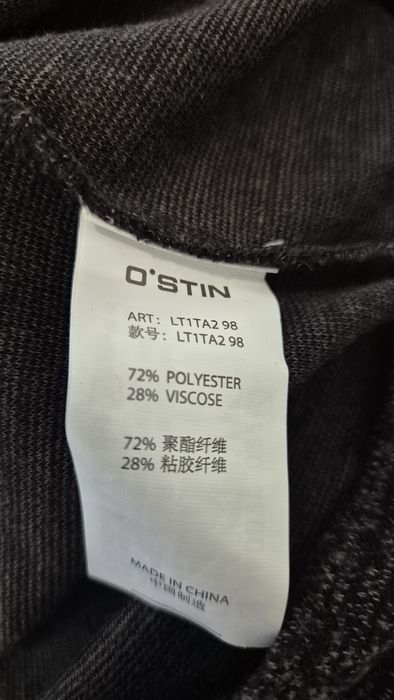 O'STIN
ART: LT1TA2 98
款号: LT1TA2 98
72% POLYESTER
28% VISCOSE
72% 聚酯纤维
28% 粘胶纤维
MADE IN CHINA
中国制造